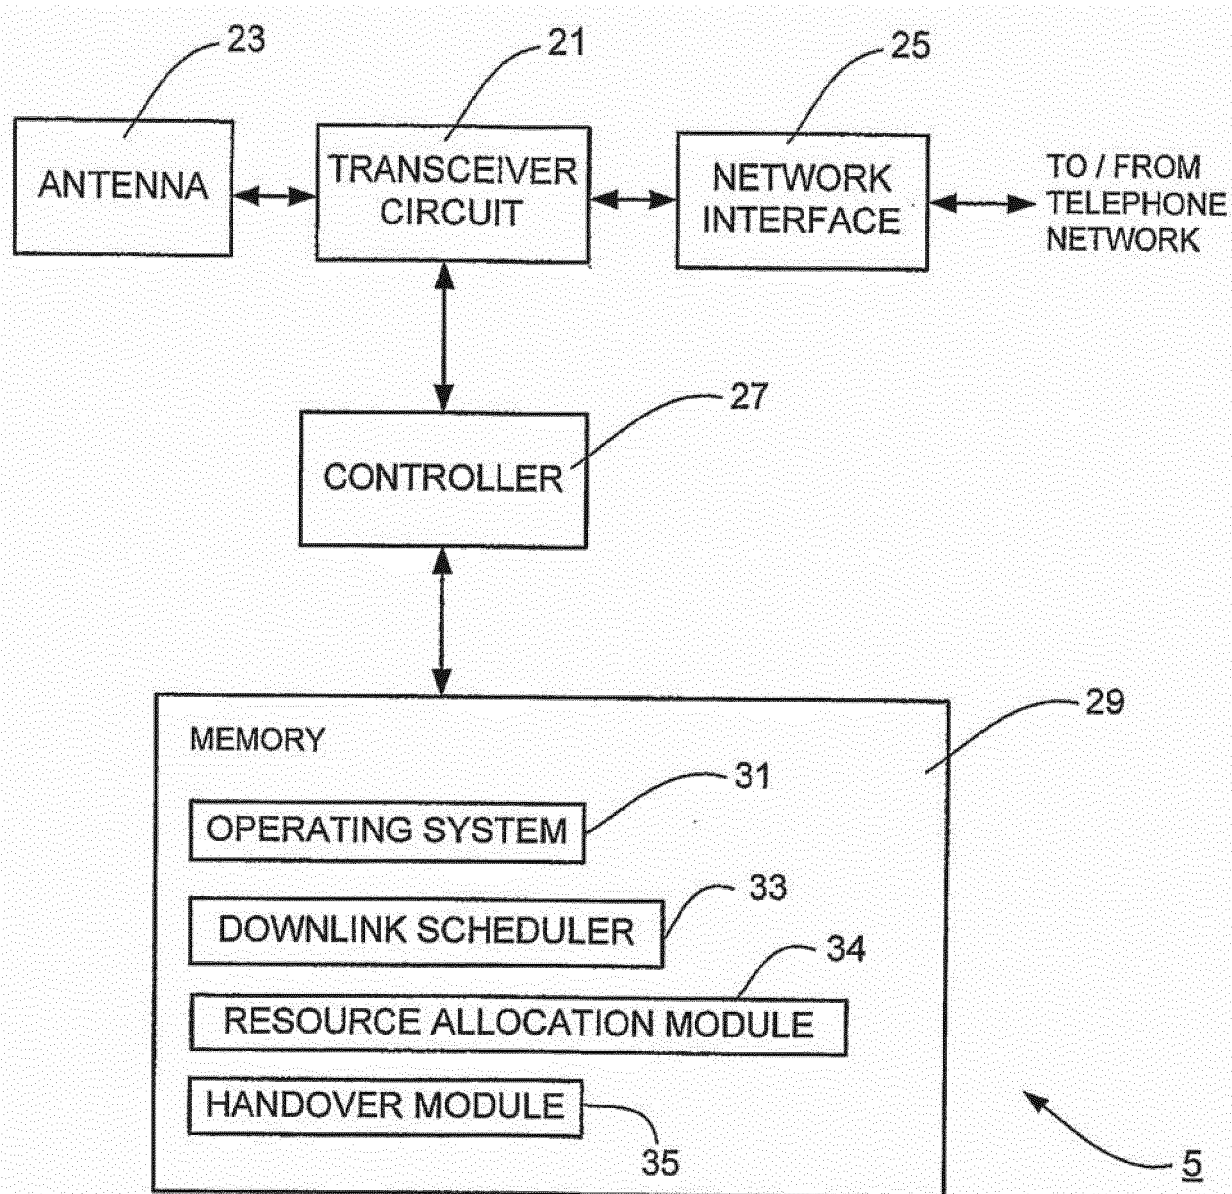 23
21
25
ANTENNA
TRANSCEIVER
CIRCUIT
NETWORK
INTERFACE
TO / FROM
TELEPHONE
NETWORK
27
CONTROLLER
29
MEMORY
31
OPERATING SYSTEM
33
DOWNLINK SCHEDULER
34
RESOURCE ALLOCATION MODULE
HANDOVER MODULE
35
5